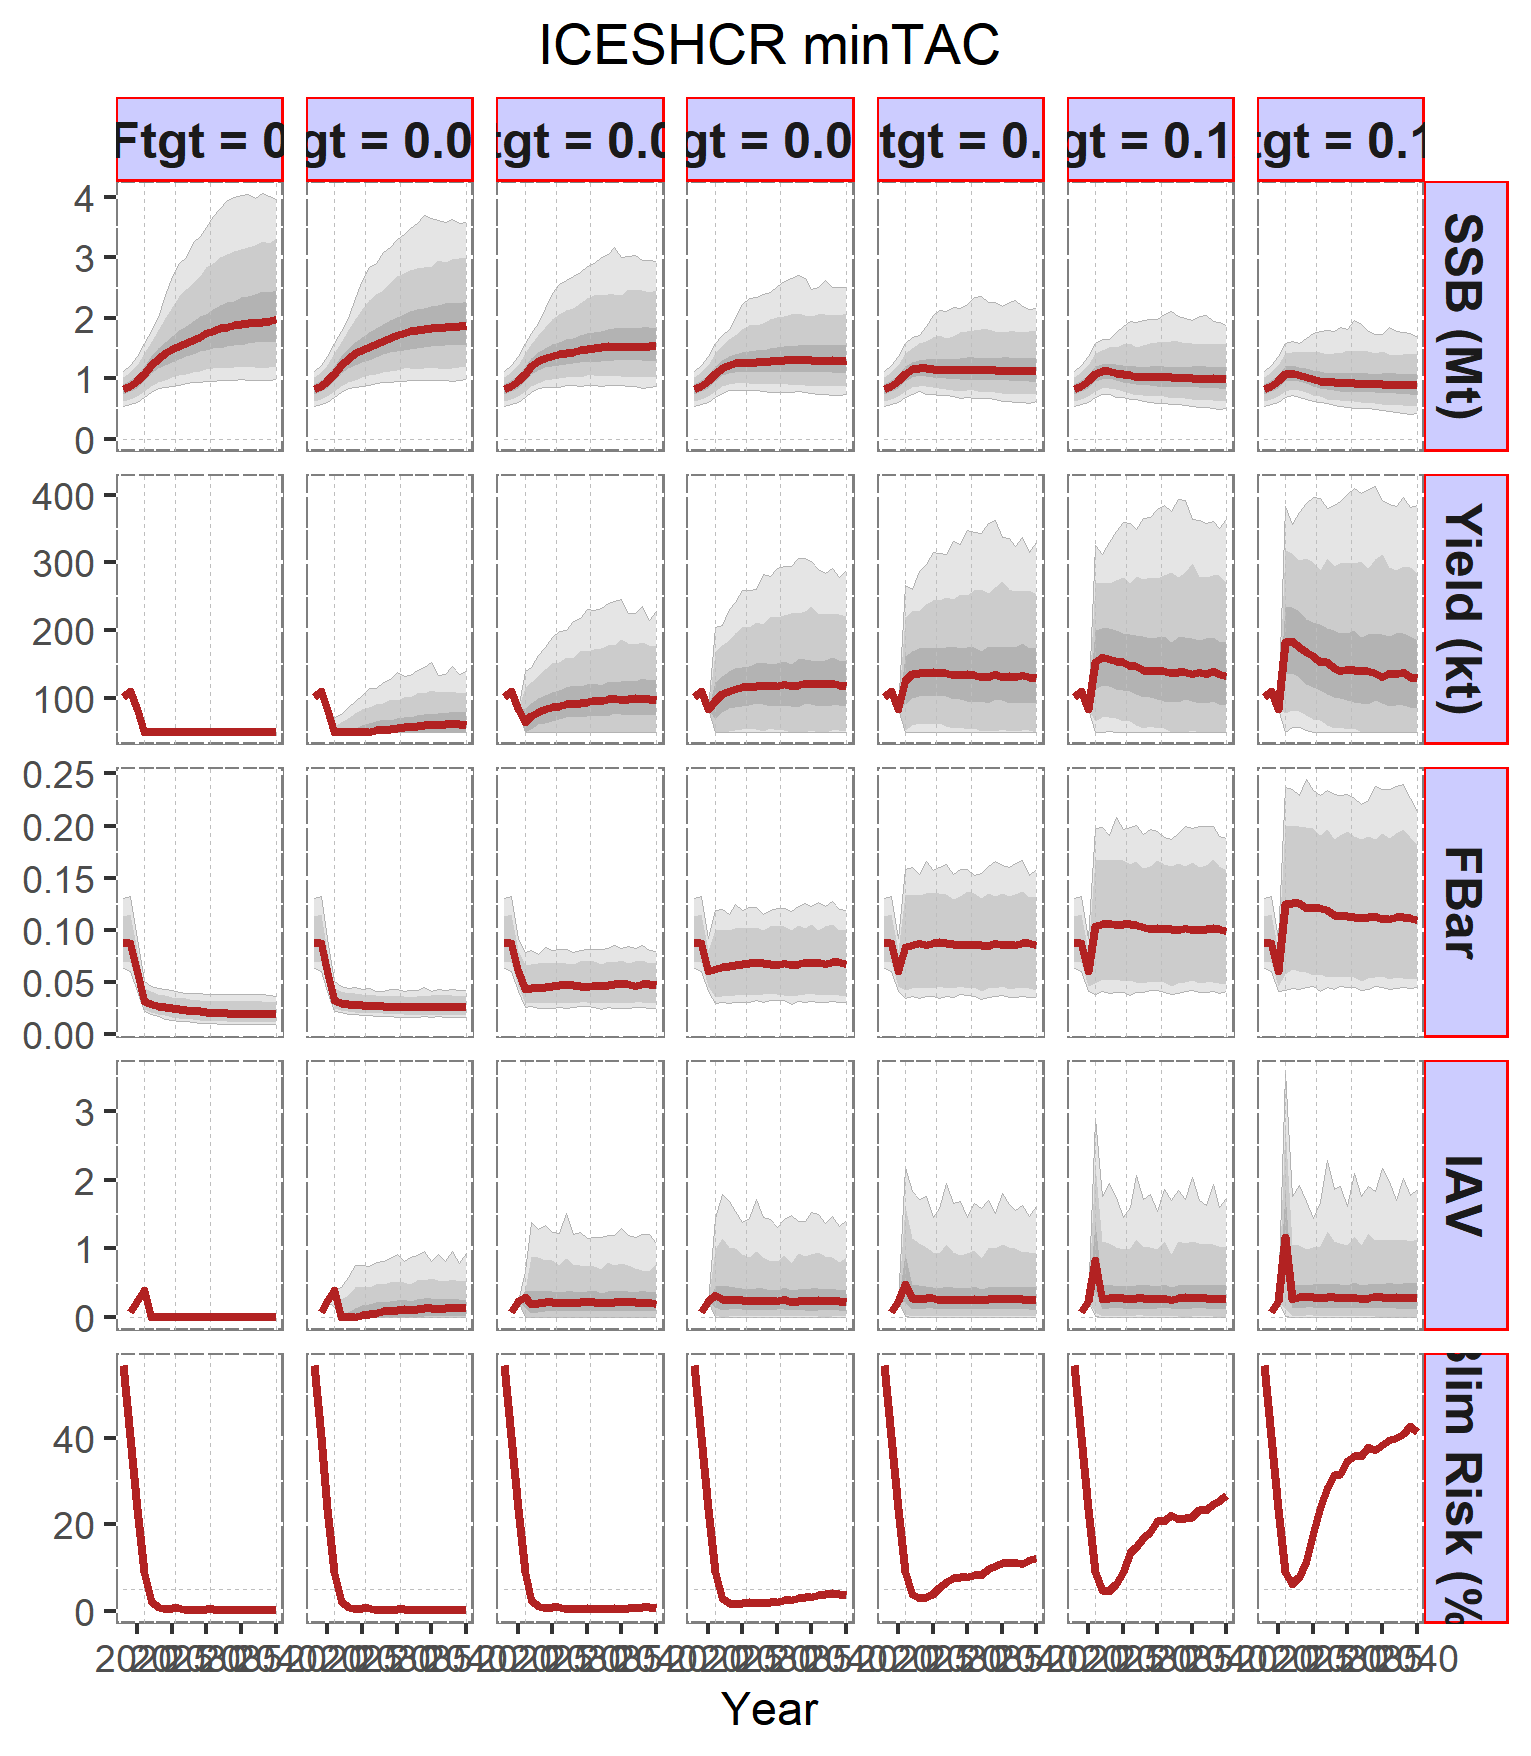 ICESHCR minTAC
Ftgt = 0
gt = 0.0
tgt = 0.0
gt = 0.0
tgt = 0.
gt = 0.1
tgt = 0.1
4
3
2
1
0
SSB (Mt)
400
300
200
100
Yield (kt)
0.25
0.20
0.15
0.10
0.05
0.00
FBar
3
2
1
0
IAV
40
20
0
Blim Risk (%
Year